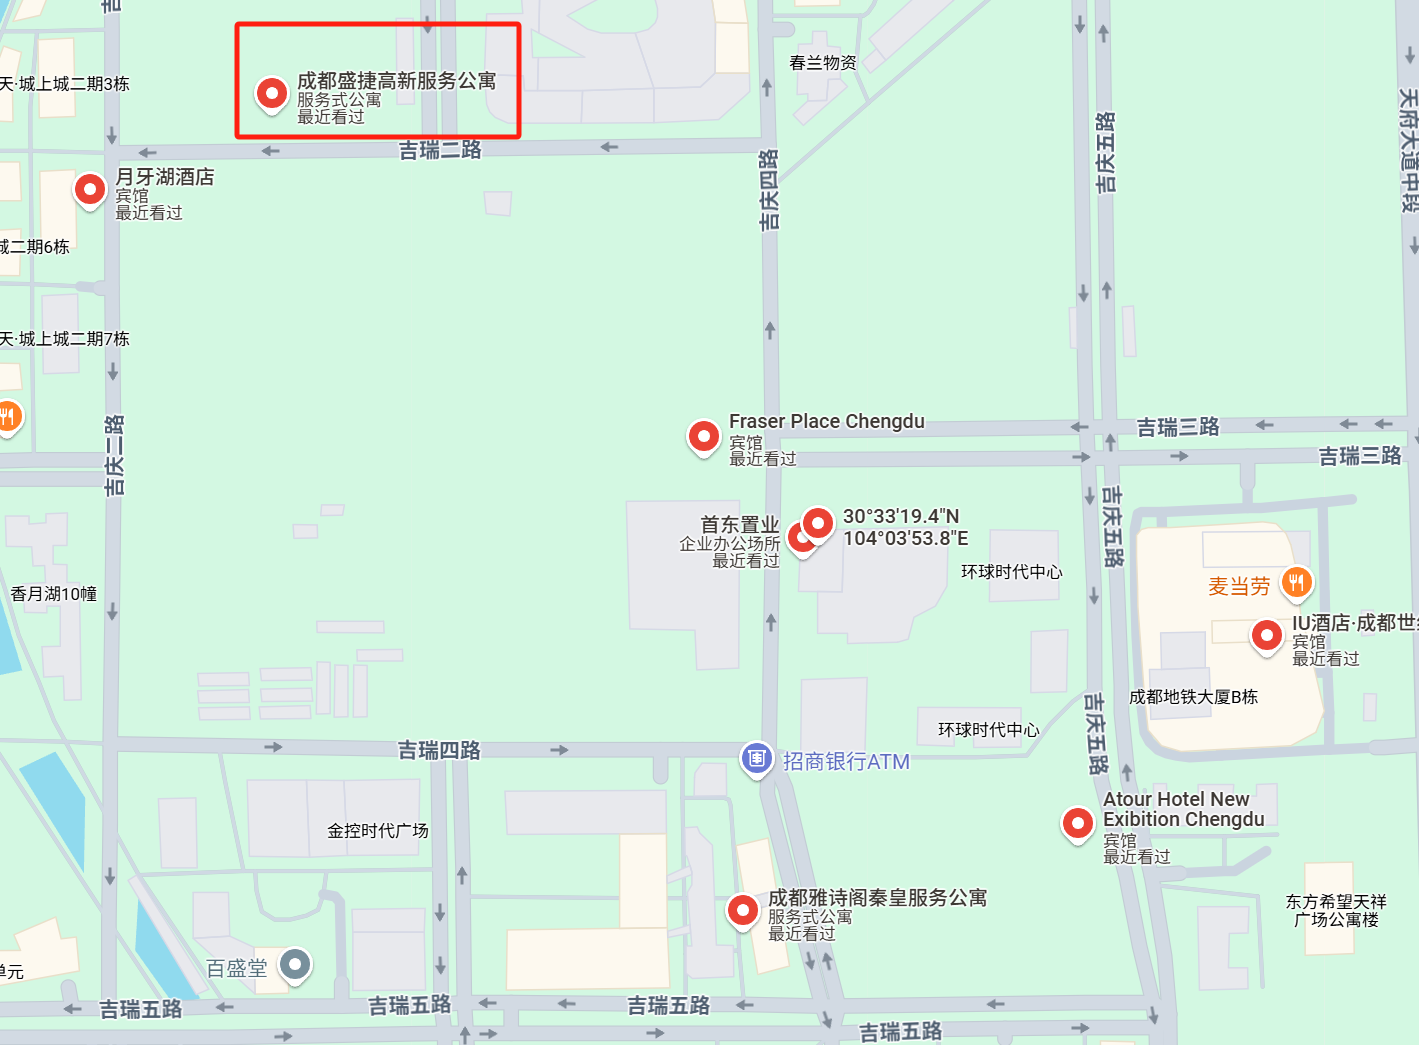 春兰物资
天·城上城二期3栋
成都盛捷高新服务公寓
服务式公寓
最近看过
吉瑞二路
吉庆四路
吉庆五路
天府大道中段
月牙湖酒店
宾馆
最近看过
城二期6栋
天·城上城二期7栋
吉庆二路
Fraser Place Chengdu
宾馆
最近看过
吉瑞三路
吉瑞三路
吉庆五路
首东置业
企业办公场所
最近看过
30°33'19.4"N
104°03'53.8"E
环球时代中心
麦当劳
香月湖10幢
IU酒店·成都世
宾馆
最近看过
成都地铁大厦B栋
环球时代中心
吉庆五路
吉瑞四路
招商银行ATM
金控时代广场
Atour Hotel New
Exibition Chengdu
宾馆
最近看过
成都雅诗阁秦皇服务公寓
服务式公寓
最近看过
东方希望天祥
广场公寓楼
单元
百盛堂
吉瑞五路
吉瑞五路
吉瑞五路
吉瑞五路